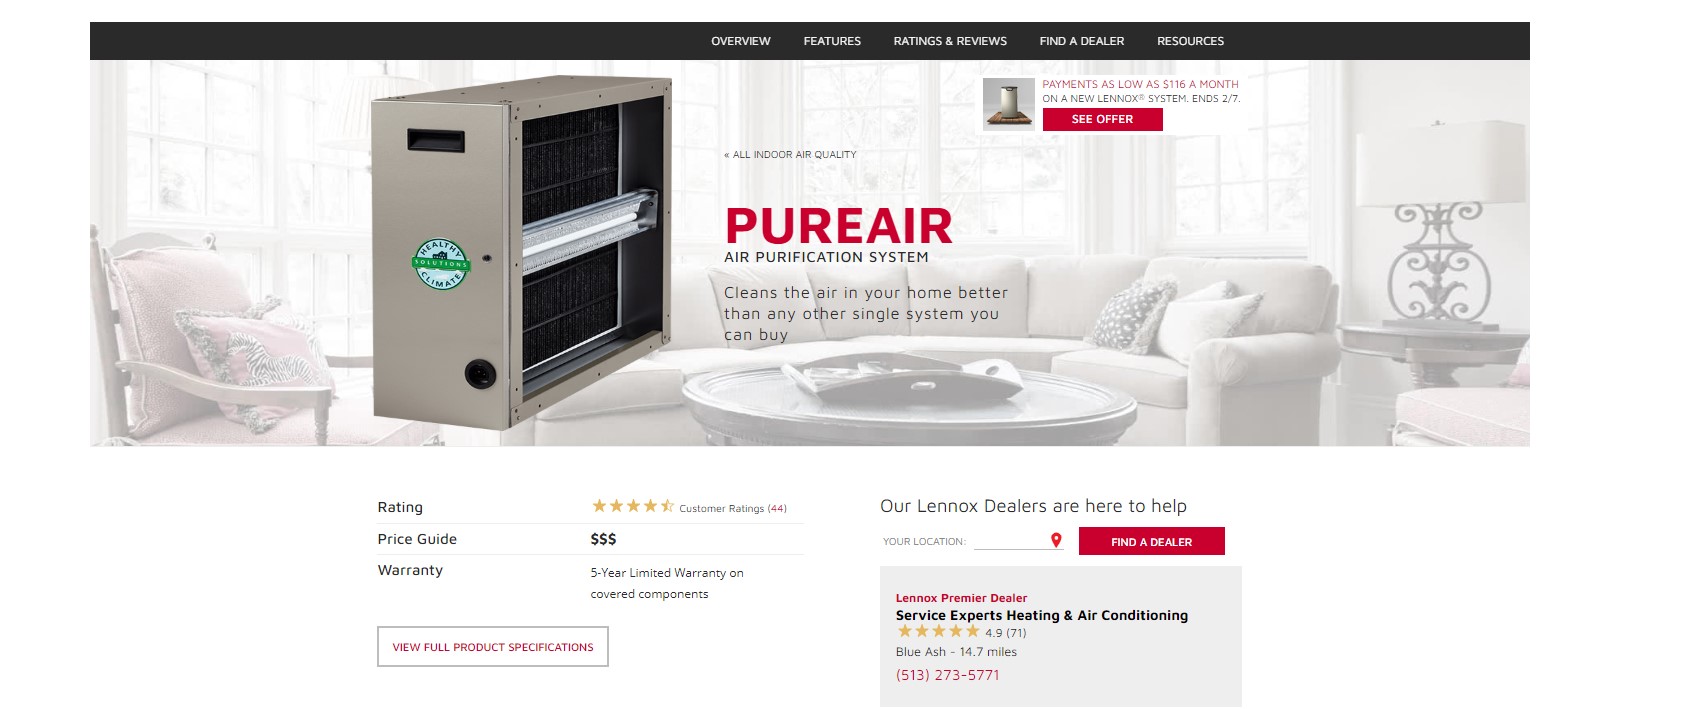 OVERVIEW FEATURES RATINGS & REVIEWS FIND A DEALER RESOURCES
PAYMENTS AS LOW AS $116 A MONTH
ON A NEW LENNOX® SYSTEM. ENDS 2/7.
SEE OFFER
« ALL INDOOR AIR QUALITY
PUREAIR
AIR PURIFICATION SYSTEM
Cleans the air in your home better
than any other single system you
can buy
HEALTHY
SOLUTIONS
CLIMATE
Rating
Customer Ratings (44)
Price Guide
$$$
Warranty
5-Year Limited Warranty on
covered components
VIEW FULL PRODUCT SPECIFICATIONS
Our Lennox Dealers are here to help
YOUR LOCATION:
FIND A DEALER
Lennox Premier Dealer
Service Experts Heating & Air Conditioning
4.9 (71)
Blue Ash - 14.7 miles
(513) 273-5771